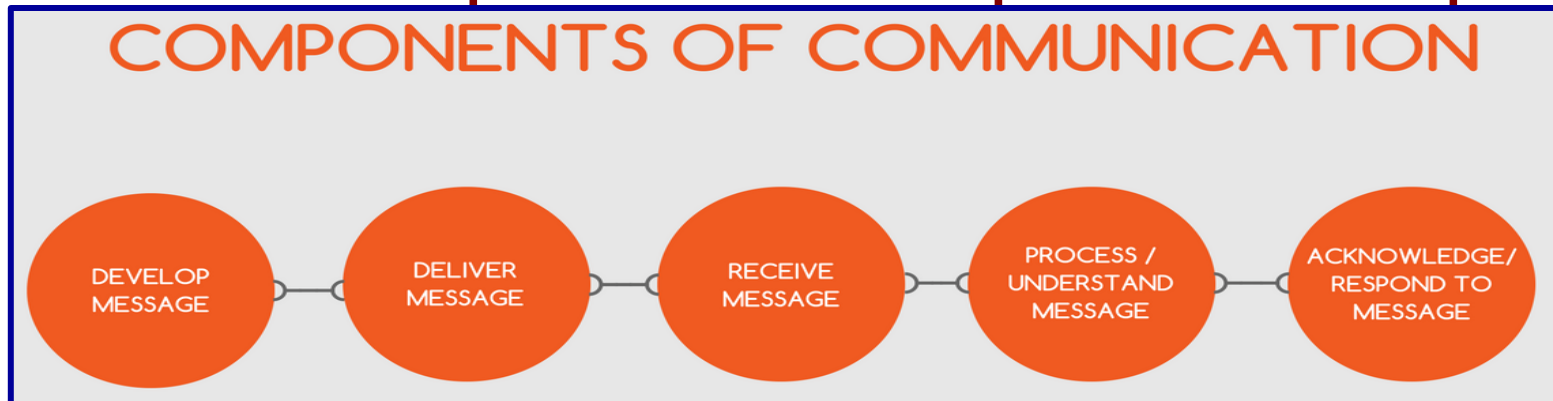 COMPONENTS OF COMMUNICATION
DEVELOP
MESSAGE
DELIVER
MESSAGE
RECEIVE
MESSAGE
PROCESS /
UNDERSTAND
MESSAGE
ACKNOWLEDGE/
RESPOND TO
MESSAGE